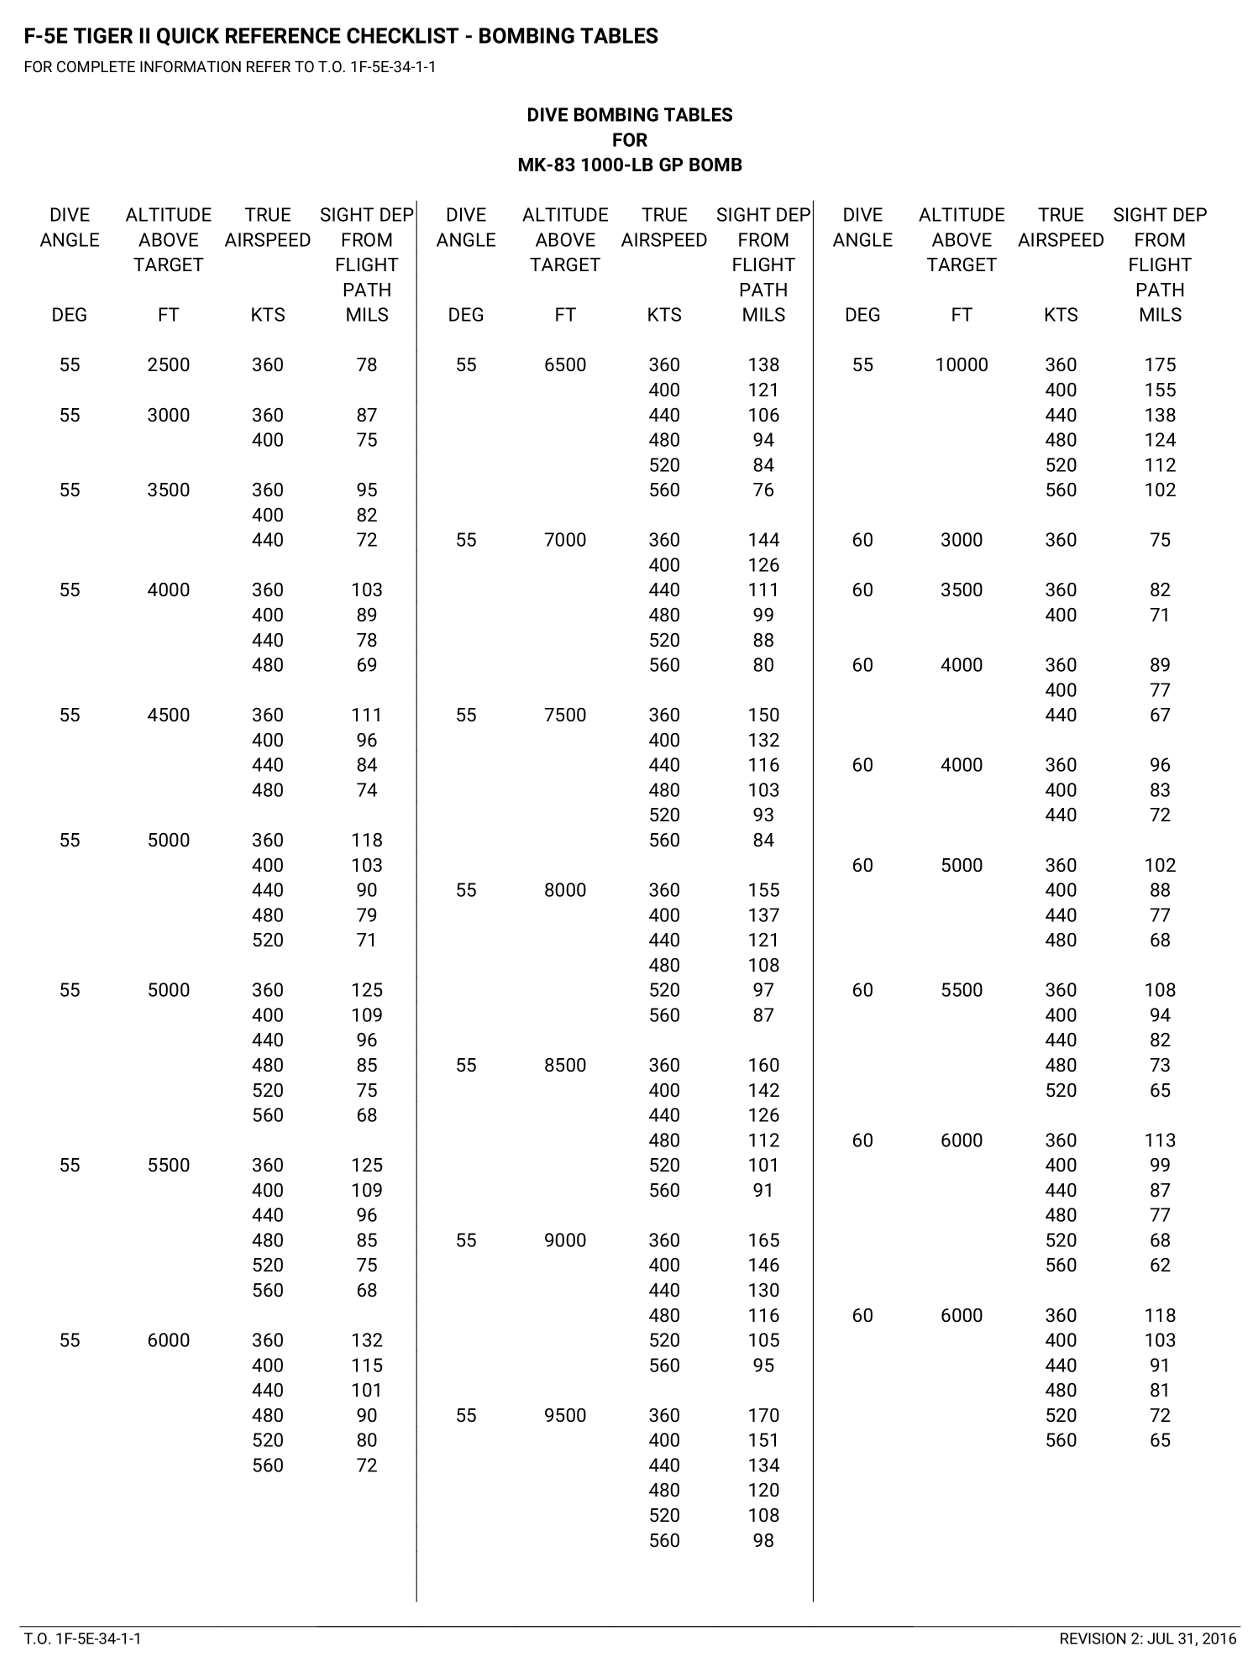 F-5E TIGER II QUICK REFERENCE CHECKLIST - BOMBING TABLES
FOR COMPLETE INFORMATION REFER TO T.O. 1F-5E-34-1-1
DIVE BOMBING TABLES
FOR
MK-83 1000-LB GP BOMB
DIVE ALTITUDE TRUE SIGHT DEP
ANGLE ABOVE AIRSPEED FROM
TARGET FLIGHT
PATH
DEG FT KTS MILS
55 2500 360 78
55 3000 360 87
400 75
55 3500 360 95
400 82
440 72
55 4000 360 103
400 89
440 78
480 69
55 4500 360 111
400 96
440 84
480 74
55 5000 360 118
400 103
440 90
480 79
520 71
55 5000 360 125
400 109
440 96
480 85
520 75
560 68
55 5500 360 125
400 109
440 96
480 85
520 75
560 68
55 6000 360 132
400 115
440 101
480 90
520 80
560 72
DIVE ALTITUDE TRUE SIGHT DEP
ANGLE ABOVE AIRSPEED FROM
TARGET FLIGHT
PATH
DEG FT KTS MILS
55 6500 360 138
400 121
440 106
480 94
520 84
560 76
55 7000 360 144
400 126
440 111
480 99
520 88
560 80
55 7500 360 150
400 132
440 116
480 103
520 93
560 84
55 8000 360 155
400 137
440 121
480 108
520 97
560 87
55 8500 360 160
400 142
440 126
480 112
520 101
560 91
55 9000 360 165
400 146
440 130
480 116
520 105
560 95
55 9500 360 170
400 151
440 134
480 120
520 108
560 98
DIVE ALTITUDE TRUE SIGHT DEP
ANGLE ABOVE AIRSPEED FROM
TARGET FLIGHT
PATH
DEG FT KTS MILS
55 10000 360 175
400 155
440 138
480 124
520 112
560 102
60 3000 360 75
60 3500 360 82
400 71
60 4000 360 89
400 77
440 67
60 4000 360 96
400 83
440 72
60 5000 360 102
400 88
440 77
480 68
60 5500 360 108
400 94
440 82
480 73
520 65
60 6000 360 113
400 99
440 87
480 77
520 68
560 62
60 6000 360 118
400 103
440 91
480 81
520 72
560 65
T.O. 1F-5E-34-1-1
REVISION 2: JUL 31, 2016